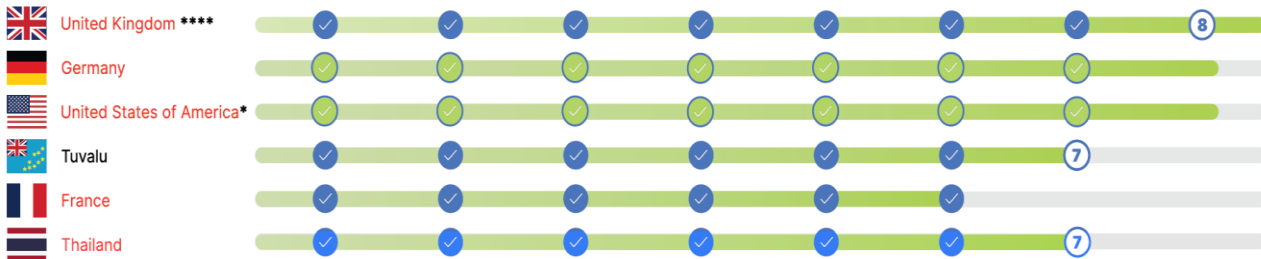 United Kingdom **** 8
Germany
United States of America*
Tuvalu 7
France
Thailand 7